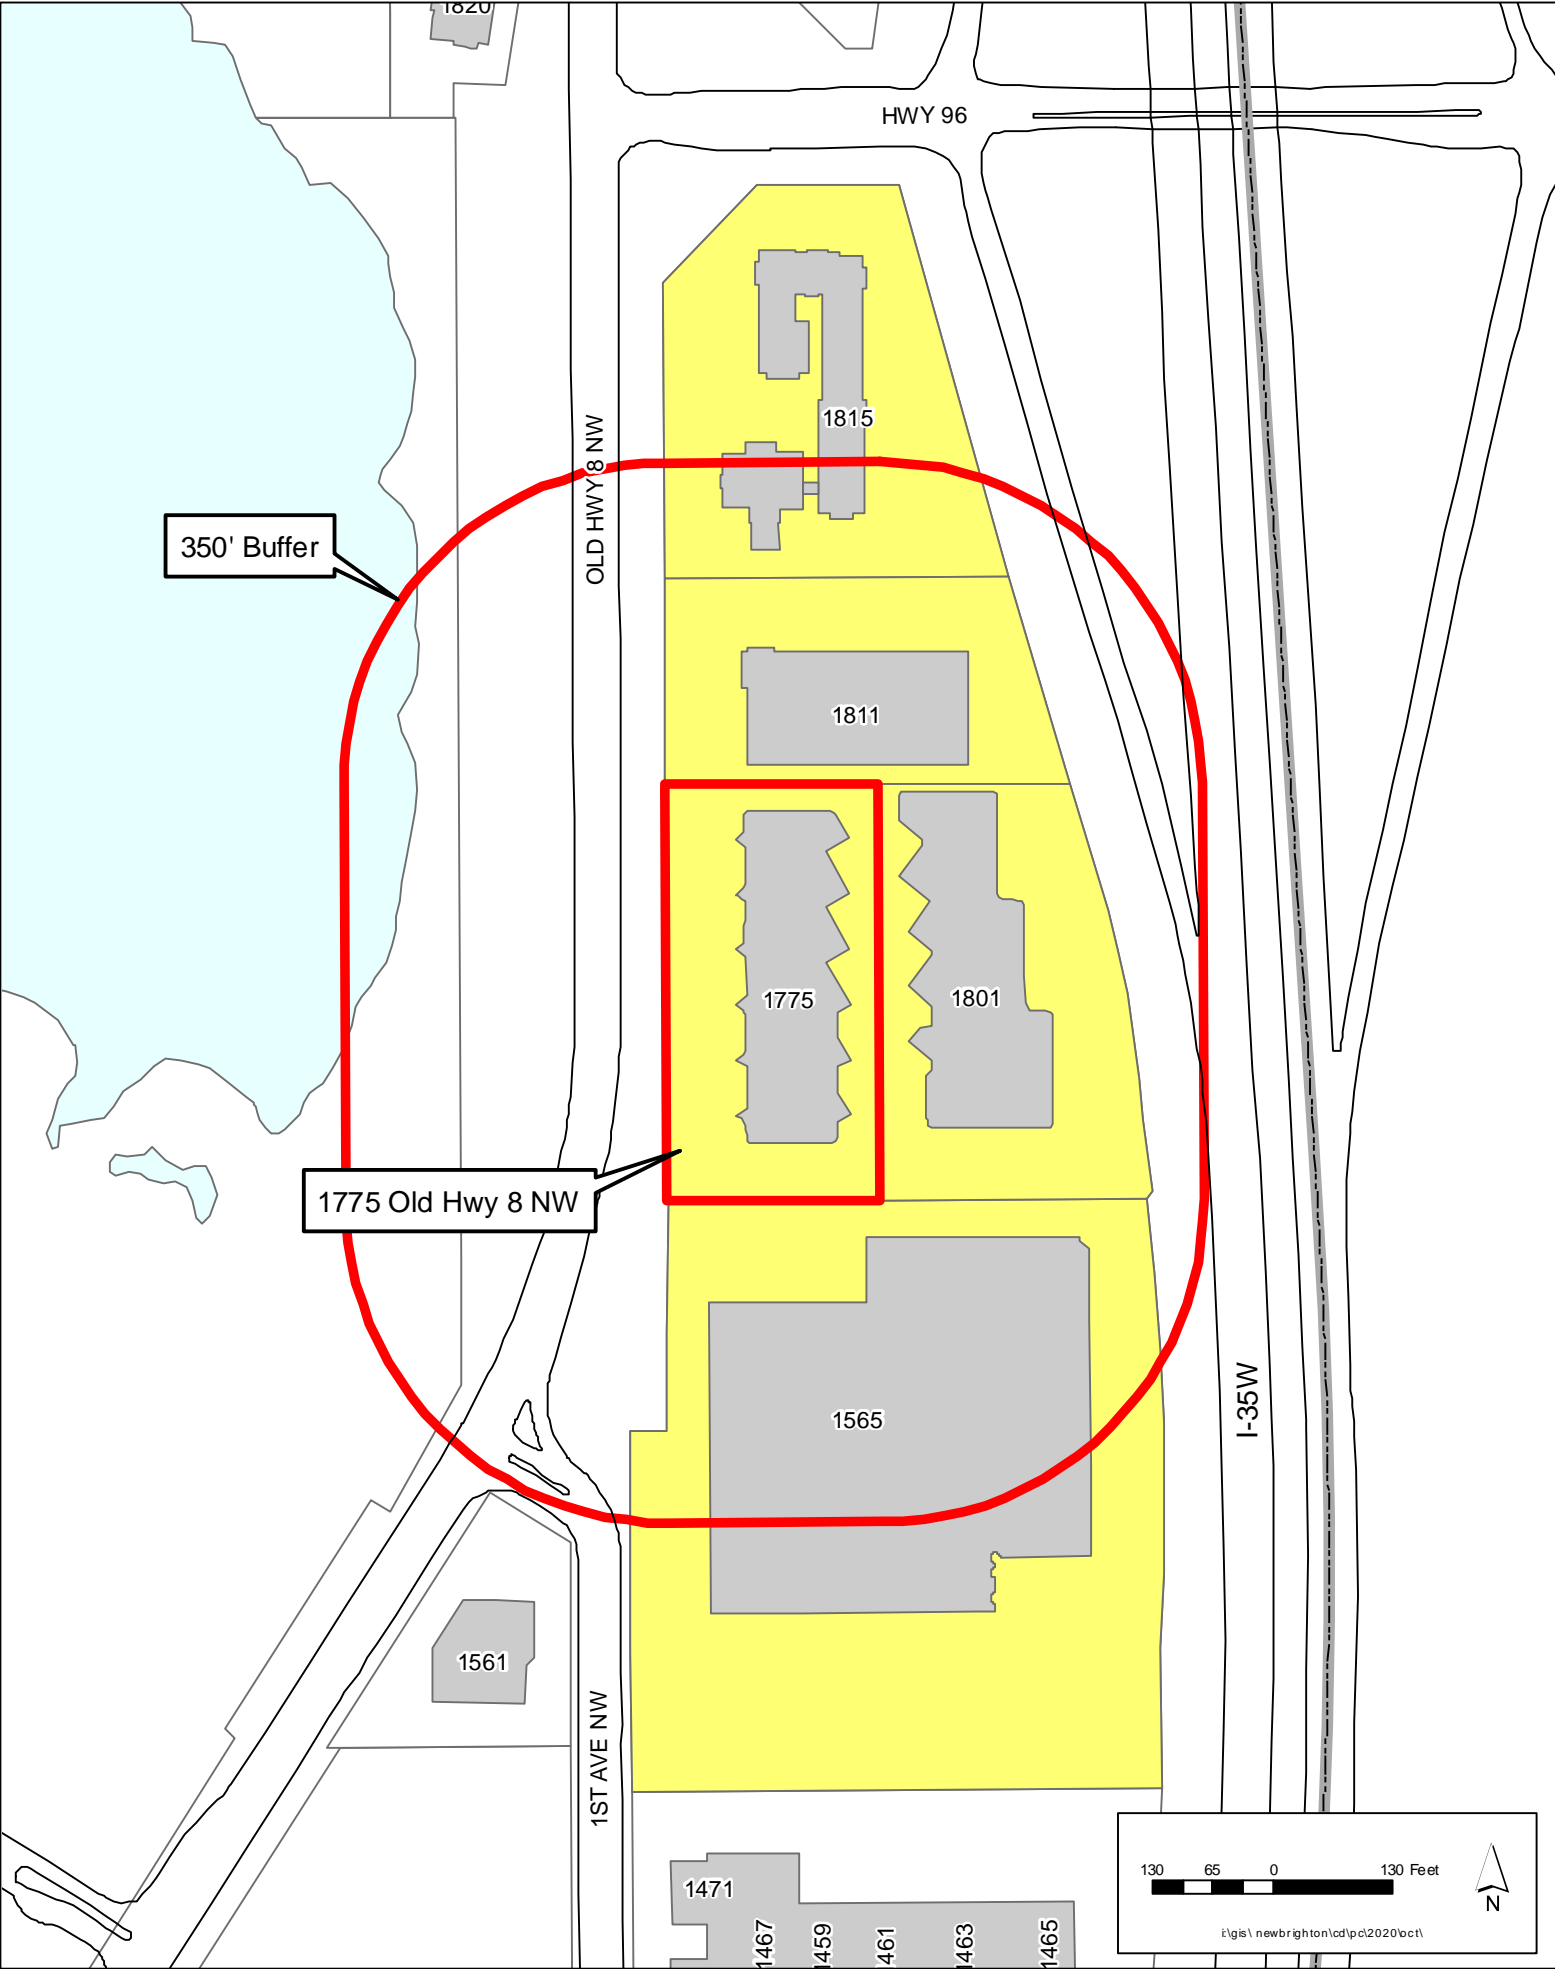 1820
HWY 96
OLD HWY 8 NW
1815
350' Buffer
1811
1775
1801
1775 Old Hwy 8 NW
1565
I-35W
1561
1ST AVE NW
130 65 0 130 Feet
N
i:\gis\ newbrighton\cd\pc\2020\oct\
1471
1467
1459
1463
1465